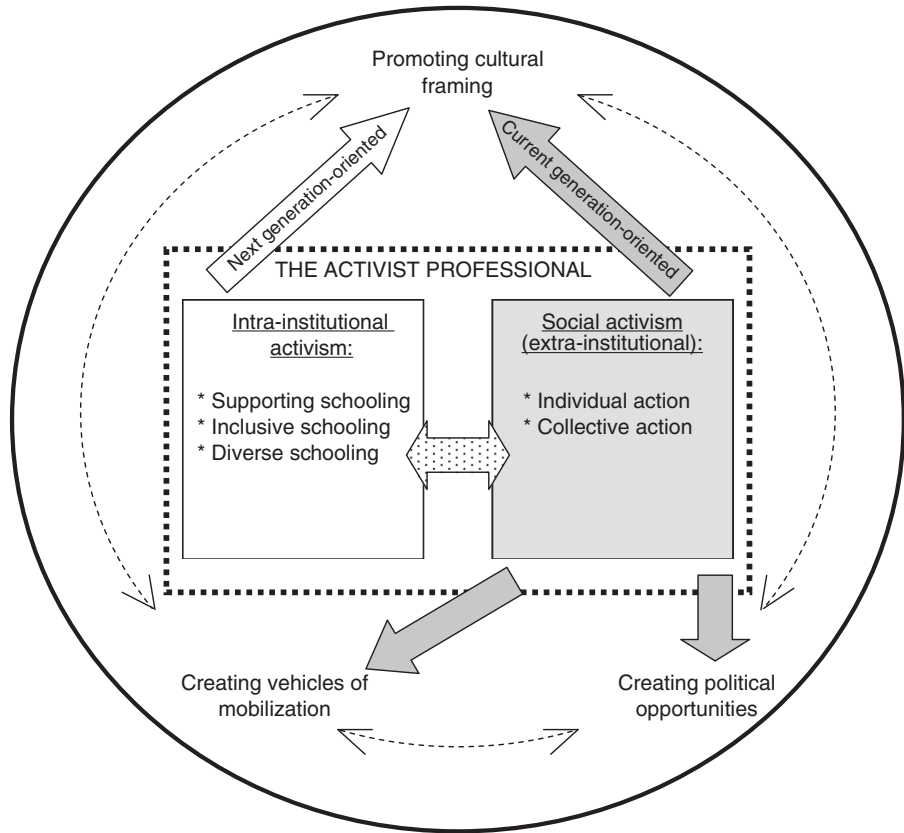 Promoting cultural
framing
Next generation-oriented
Current generation-oriented
THE ACTIVIST PROFESSIONAL
Intra-institutional
activism:
* Supporting schooling
* Inclusive schooling
* Diverse schooling
Social activism
(extra-institutional):
* Individual action
* Collective action
Creating vehicles of
mobilization
Creating political
opportunities